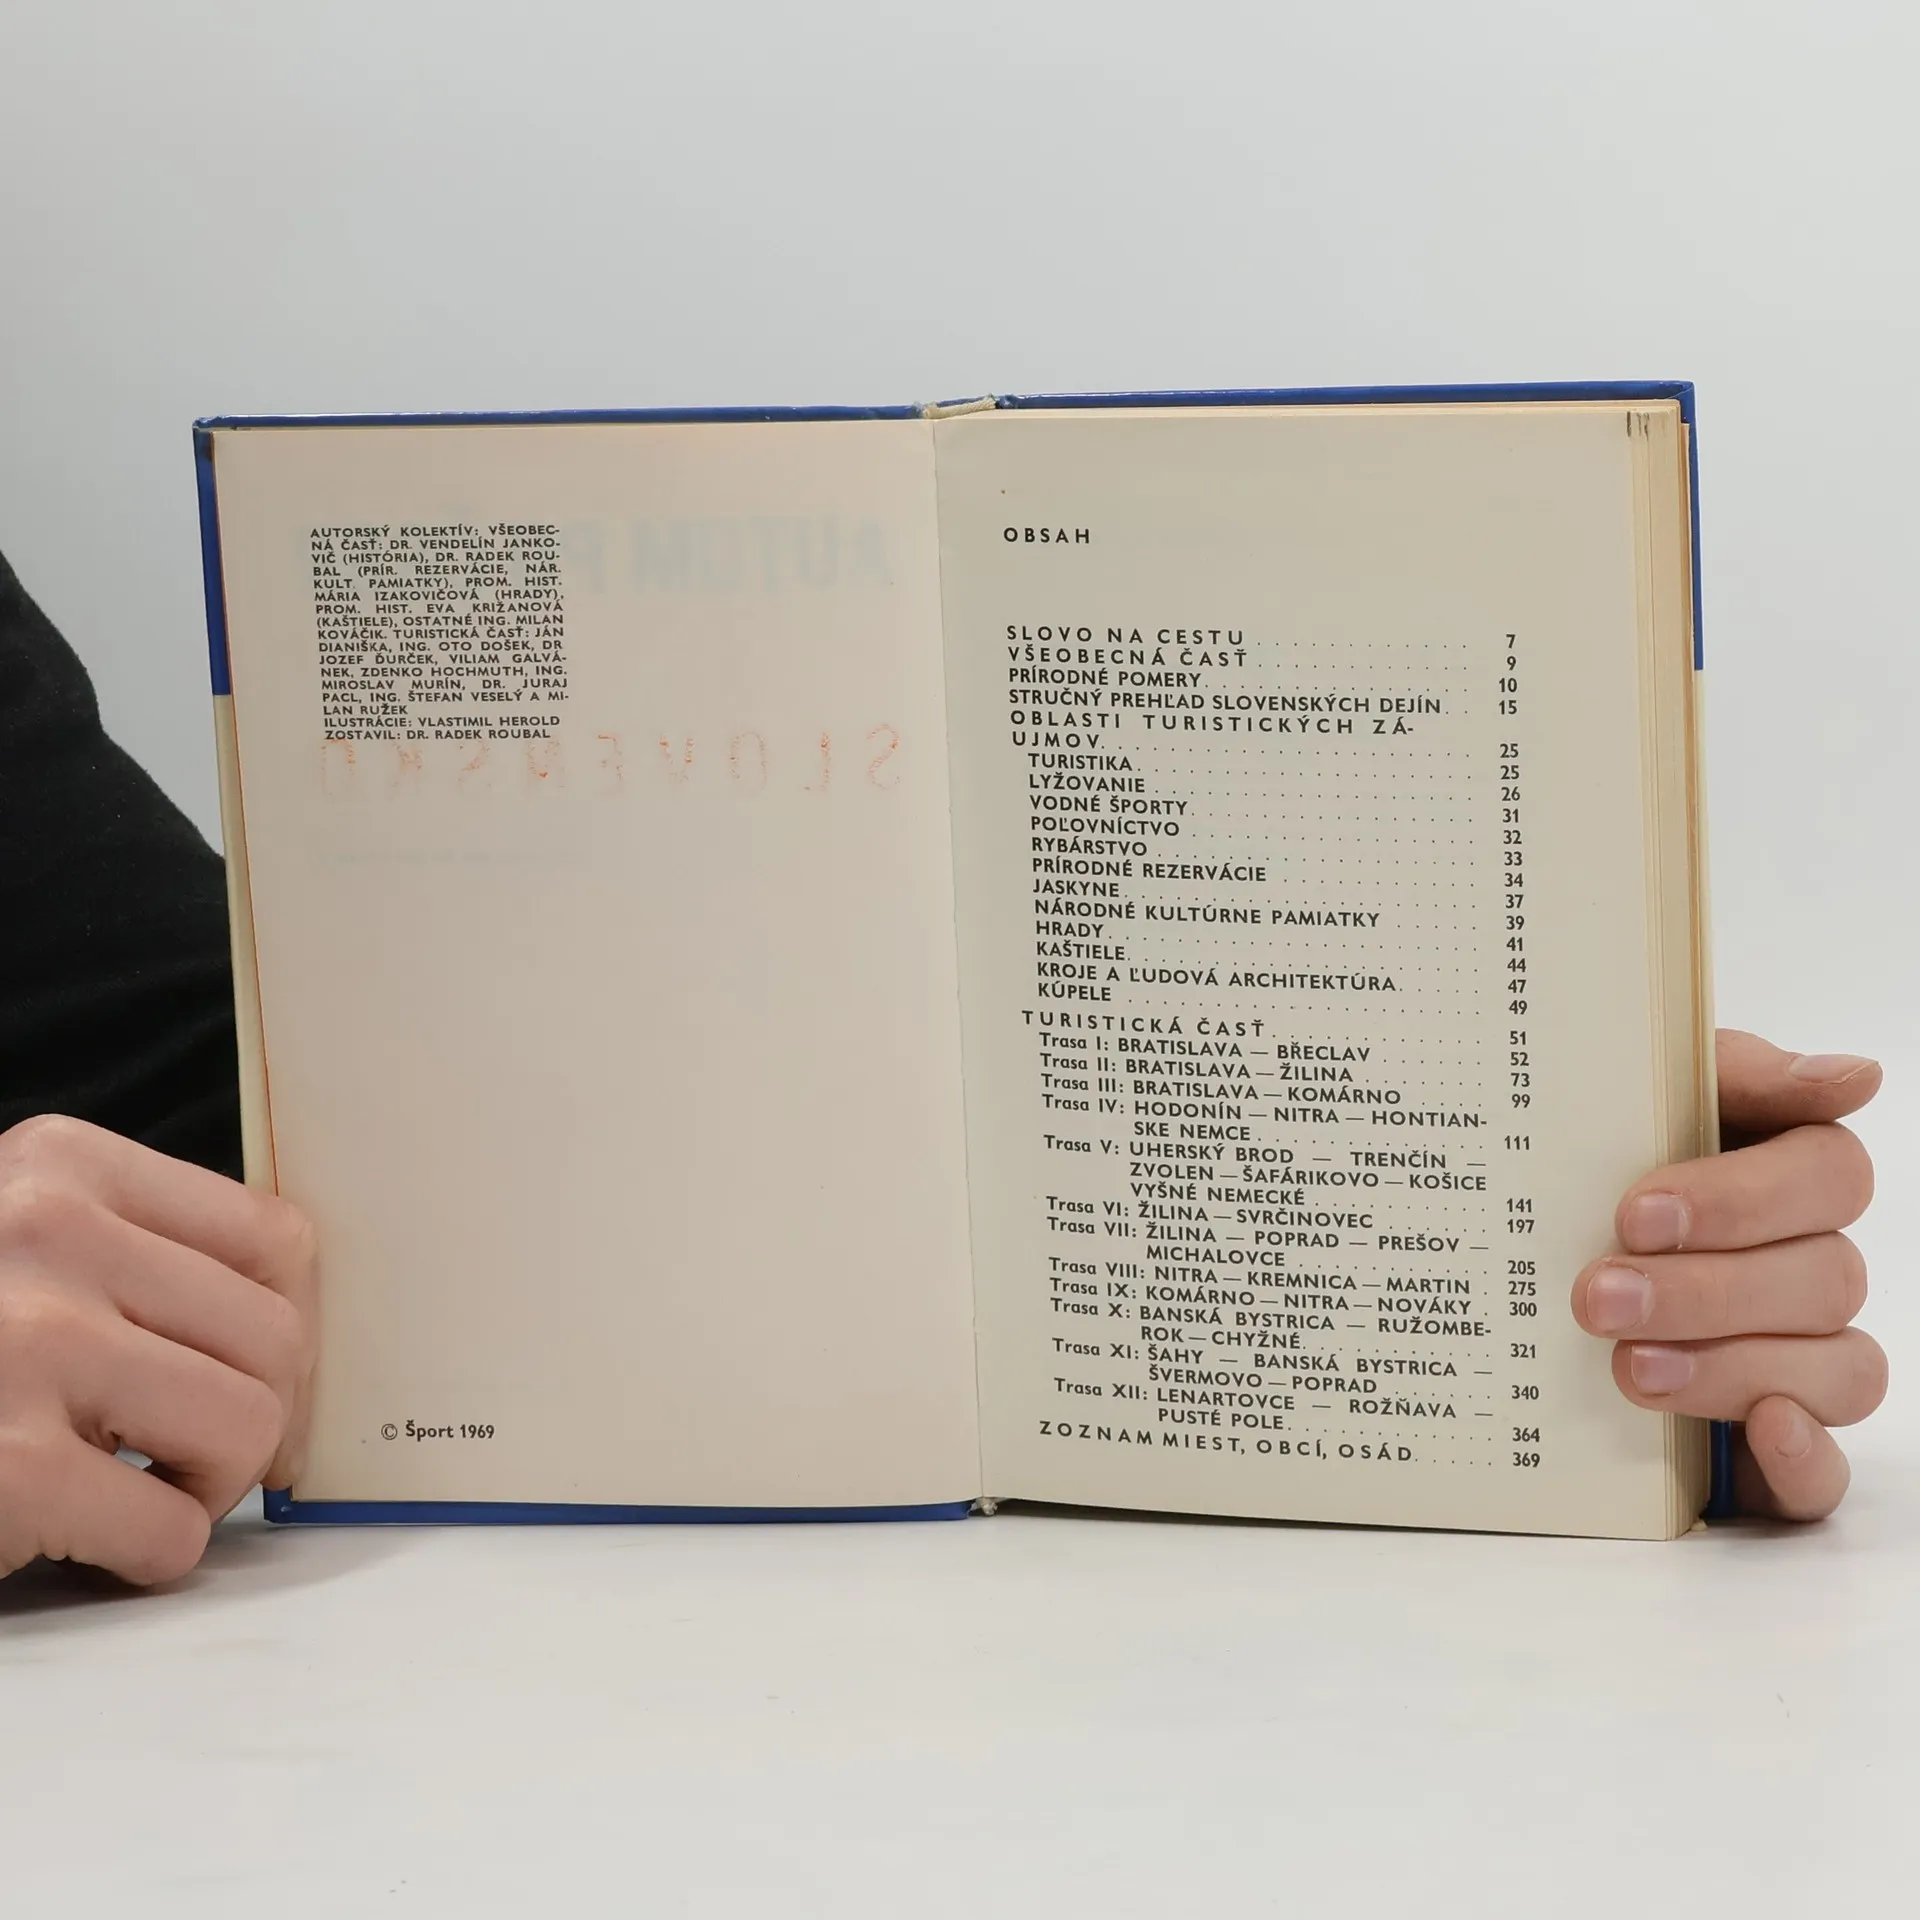 AUTORSKÝ KOLEKTÍV: VŠEOBEC-
NÁ ČASŤ: DR. VENDELÍN JANKO-
VIČ (HISTÓRIA), DR. RADEK ROU-
BAL (PRÍR. REZERVÁCIE, NÁR.
KULT. PAMIATKY), PROM. HIST.
MÁRIA IZAKOVIČOVÁ (HRADY),
PROM. HIST. EVA KRIŽANOVÁ
(KAŠTIELE), OSTATNÉ ING. MILAN
KOVÁČIK. TURISTICKÁ ČASŤ: JÁN
DIANIŠKA, ING. OTO DOŠEK, DR
JOZEF ĎURČEK, VILIAM GALVÁ-
NEK, ZDENKO HOCHMUTH, ING.
MIROSLAV MURÍN, DR. JURAJ
PACL, ING. ŠTEFAN VESELÝ A MI-
LAN RUŽEK
ILUSTRÁCIE: VLASTIMIL HEROLD
ZOSTAVIL: DR. RADEK ROUBAL
SLOVENSKO
© Šport 1969
OBSAH
SLOVO NA CESTU . . . . . . . . . . . 7
VŠEOBECNÁ ČASŤ . . . . . . . . . . . 9
PRÍRODNÉ POMERY. . . . . . . . . . . . . 10
STRUČNÝ PREHĽAD SLOVENSKÝCH DEJÍN. . 15
OBLASTI TURISTICKÝCH ZÁ-
UJMOV. . . . . . . . . . . . . . . . . . 25
TURISTIKA. . . . . . . . . . . . . . . . 25
LYŽOVANIE . . . . . . . . . . . . . . . 26
VODNÉ ŠPORTY. . . . . . . . . . . . . . 31
POĽOVNÍCTVO . . . . . . . . . . . . . . 32
RYBÁRSTVO . . . . . . . . . . . . . . . 33
PRÍRODNÉ REZERVÁCIE . . . . . . . . . . 34
JASKYNE. . . . . . . . . . . . . . . . . 37
NÁRODNÉ KULTÚRNE PAMIATKY . . . . . 39
HRADY. . . . . . . . . . . . . . . . . . 41
KAŠTIELE. . . . . . . . . . . . . . . . . 44
KROJE A ĽUDOVÁ ARCHITEKTÚRA. . . . . 47
KÚPELE . . . . . . . . . . . . . . . . . 49
TURISTICKÁ ČASŤ. . . . . . . . . . . 51
Trasa I: BRATISLAVA — BŘECLAV . . . . . . 52
Trasa II: BRATISLAVA — ŽILINA . . . . . . . 73
Trasa III: BRATISLAVA — KOMÁRNO . . . . 99
Trasa IV: HODONÍN — NITRA — HONTIAN-
SKE NEMCE . . . . . . . . . . . . 111
Trasa V: UHERSKÝ BROD — TRENČÍN —
ZVOLEN — ŠAFÁRIKOVO — KOŠICE
VYŠNÉ NEMECKÉ . . . . . . . . . 141
Trasa VI: ŽILINA — SVRČINOVEC . . . . . . 197
Trasa VII: ŽILINA — POPRAD — PREŠOV —
MICHALOVCE . . . . . . . . . . . 205
Trasa VIII: NITRA — KREMNICA — MARTIN . 275
Trasa IX: KOMÁRNO — NITRA — NOVÁKY . 300
Trasa X: BANSKÁ BYSTRICA — RUŽOMBE-
ROK — CHYŽNÉ. . . . . . . . . . . 321
Trasa XI: ŠAHY — BANSKÁ BYSTRICA —
ŠVERMOVO — POPRAD . . . . . . 340
Trasa XII: LENARTOVCE — ROŽŇAVA —
PUSTÉ POLE. . . . . . . . . . . . 364
ZOZNAM MIEST, OBCÍ, OSÁD. . . . . 369